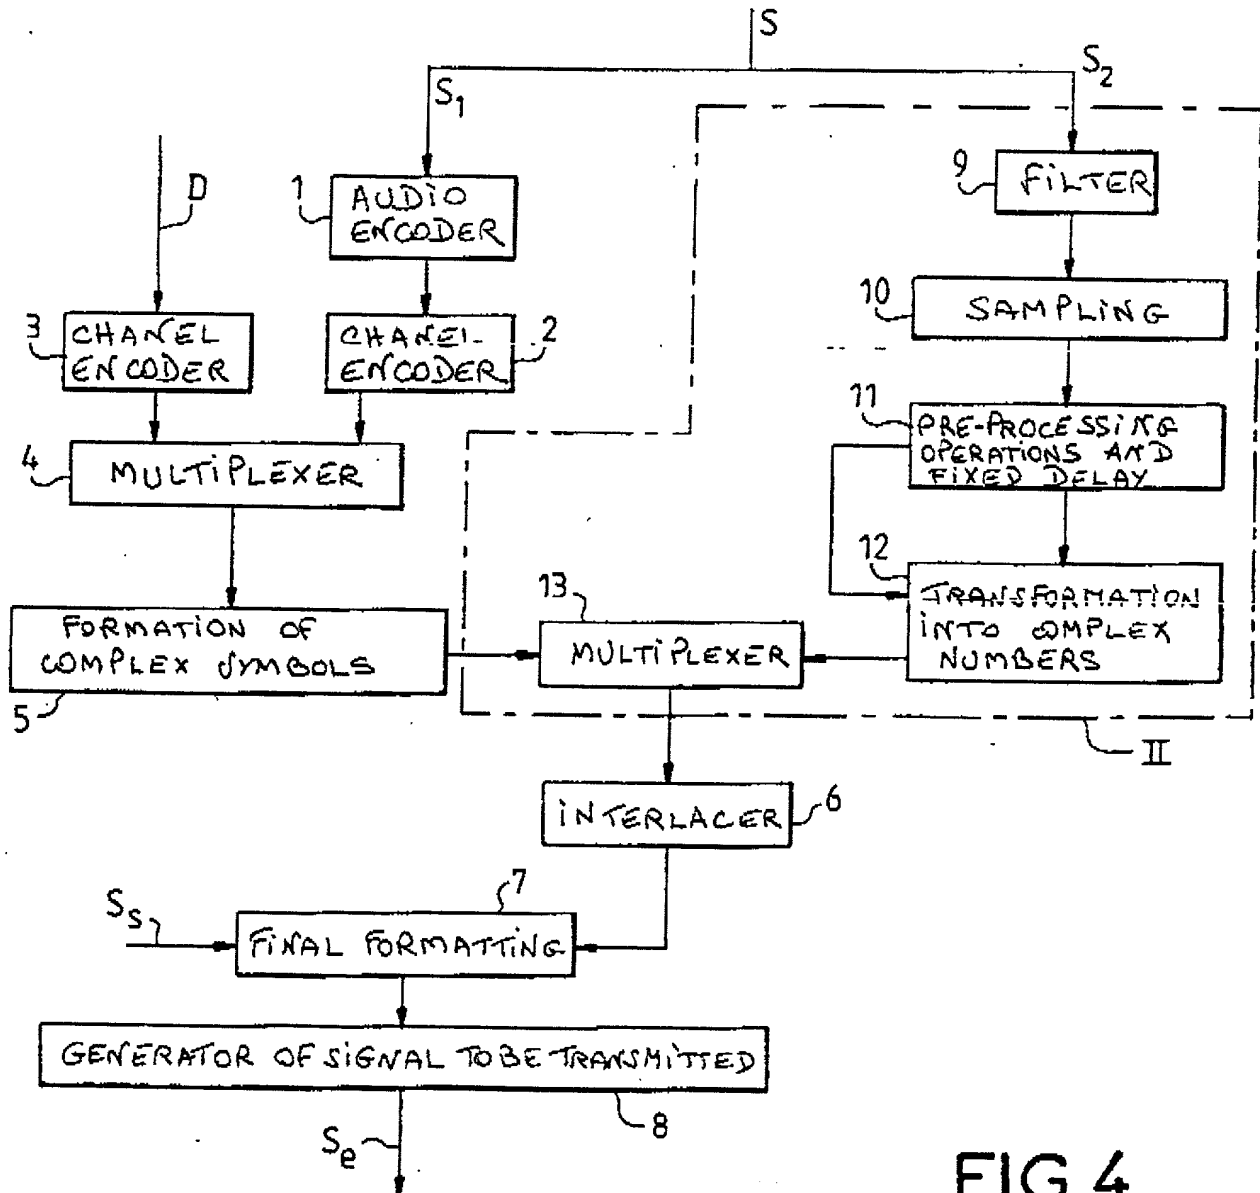 S
S1
S2
D
1
AUDIO
ENCODER
9
FILTER
10
SAMPLING
3
CHANEL
ENCODER
CHANEL
ENCODER
2
11
PRE-PROCESSING
OPERATIONS AND
FIXED DELAY
4
MULTIPLEXER
12
TRANSFORMATION
INTO COMPLEX
NUMBERS
13
MULTIPLEXER
FORMATION OF
COMPLEX SYMBOLS
5
II
INTERLACER
6
7
Ss
FINAL FORMATTING
GENERATOR OF SIGNAL TO BE TRANSMITTED
8
Se
FIG.4